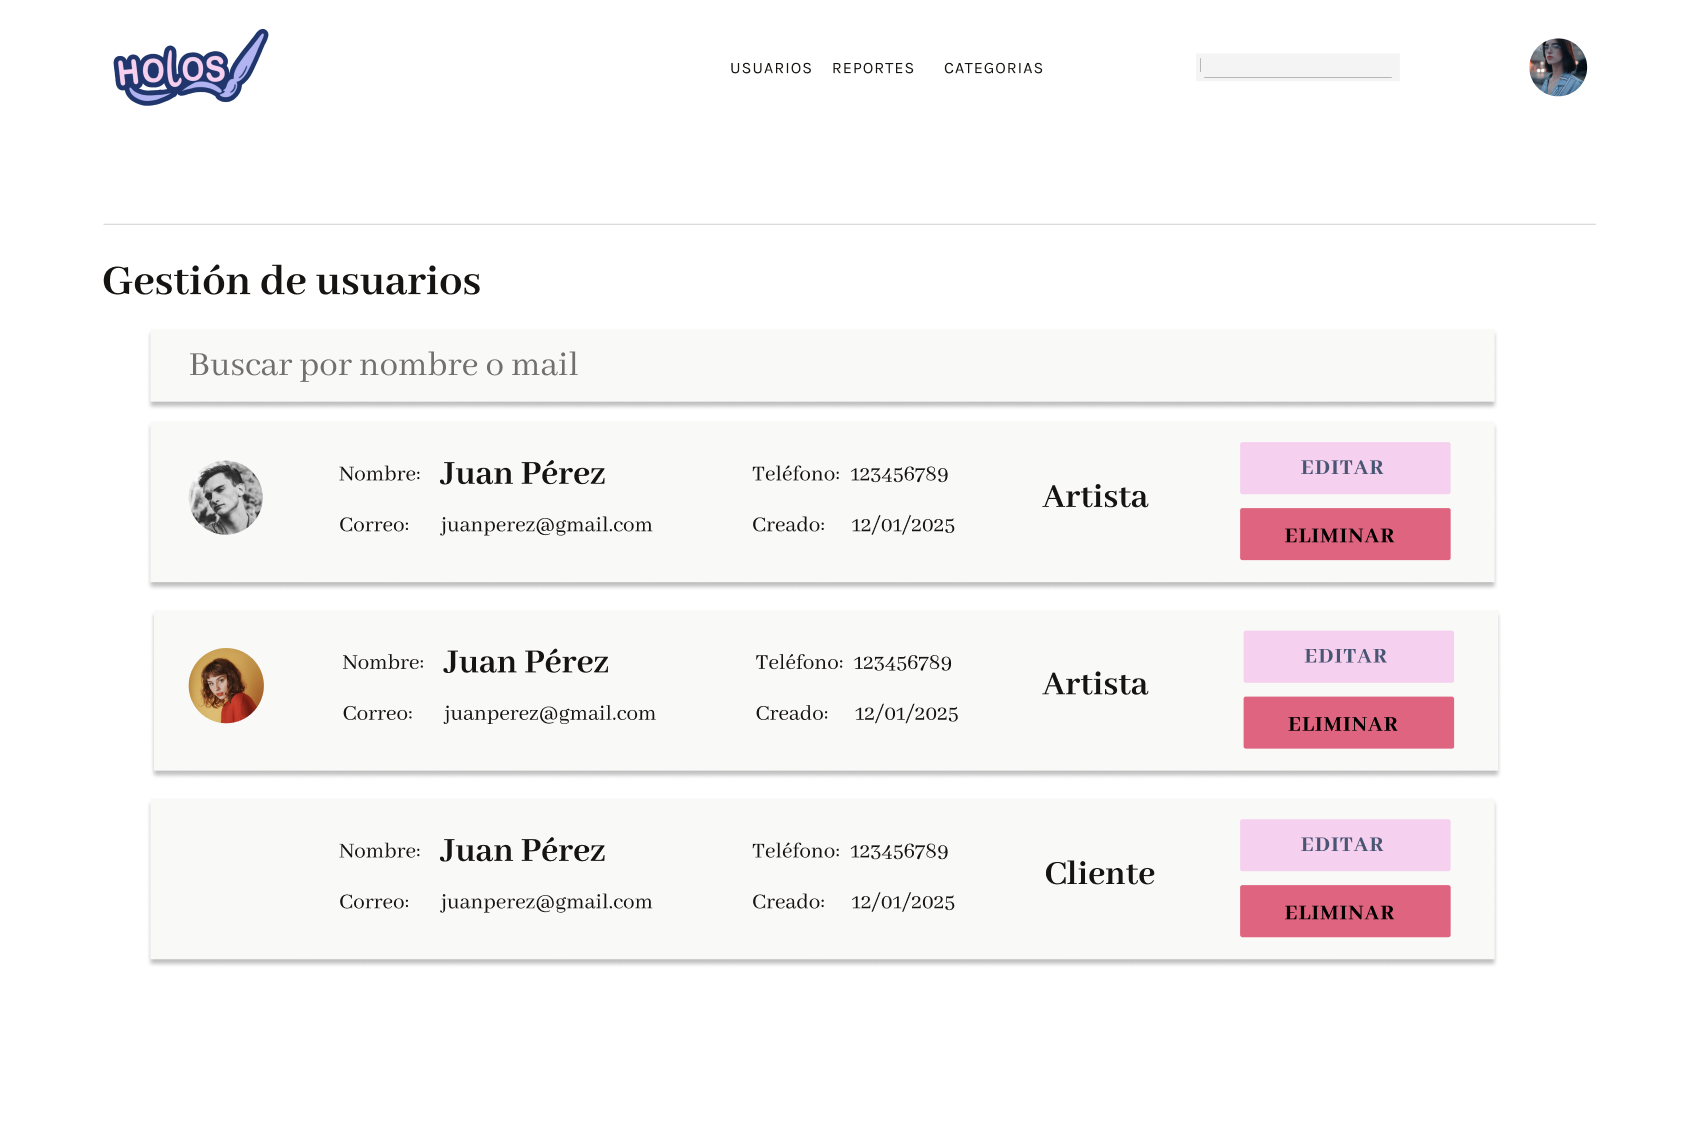 HOLOS
USUARIOS REPORTES CATEGORIAS
Gestión de usuarios
Buscar por nombre o mail
Nombre: Juan Pérez Teléfono: 123456789
Correo: juanperez@gmail.com Creado: 12/01/2025
Artista
EDITAR
ELIMINAR
Nombre: Juan Pérez Teléfono: 123456789
Correo: juanperez@gmail.com Creado: 12/01/2025
Artista
EDITAR
ELIMINAR
Nombre: Juan Pérez Teléfono: 123456789
Correo: juanperez@gmail.com Creado: 12/01/2025
Cliente
EDITAR
ELIMINAR